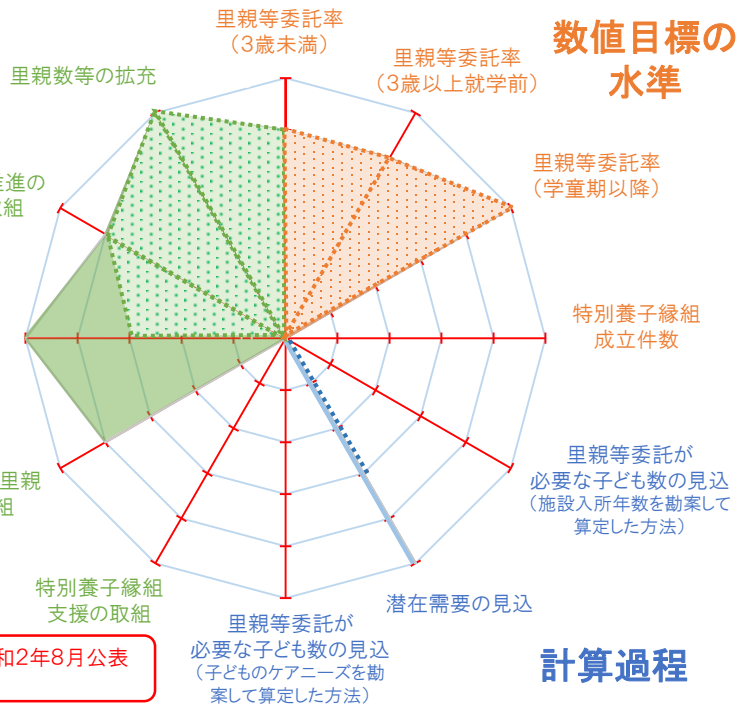 里親等委託率
（3歳未満）
数値目標の
水準
里親等委託率
（3歳以上就学前）
里親数等の拡充
里親等委託率
（学童期以降）
進の
組
特別養子縁組
成立件数
里親等委託が
必要な子ども数の見込
（施設入所年数を勘案して
算定した方法）
里親
組
特別養子縁組
支援の取組
潜在需要の見込
里親等委託が
必要な子ども数の見込
（子どものケアニーズを勘
案して算定した方法）
和2年8月公表
計算過程